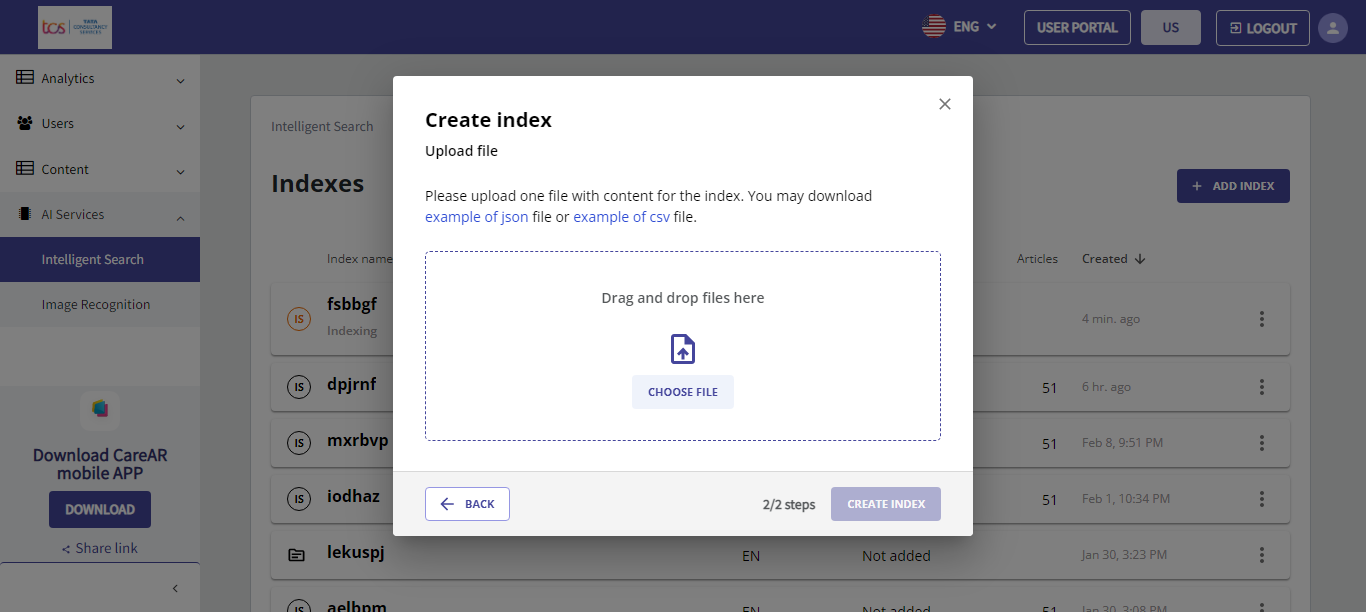 tcs | TATA
CONSULTANCY
SERVICES
ENG
USER PORTAL
US
LOGOUT
Analytics
Users
Content
AI Services
Intelligent Search
Image Recognition
Download CareAR
mobile APP
DOWNLOAD
Share link
Intelligent Search
Indexes
ADD INDEX
Index name
Articles
Created
IS
fsbbgf
Indexing
4 min. ago
IS
dpjrnf
51
6 hr. ago
IS
mxrbvp
51
Feb 8, 9:51 PM
IS
iodhaz
51
Feb 1, 10:34 PM
lekuspj
EN
Not added
Jan 30, 3:23 PM
IS
aelbpm
EN
Not added
51
Jan 30, 3:08 PM
Create index
Upload file
Please upload one file with content for the index. You may download
example of json file or example of csv file.
Drag and drop files here
CHOOSE FILE
BACK
2/2 steps
CREATE INDEX